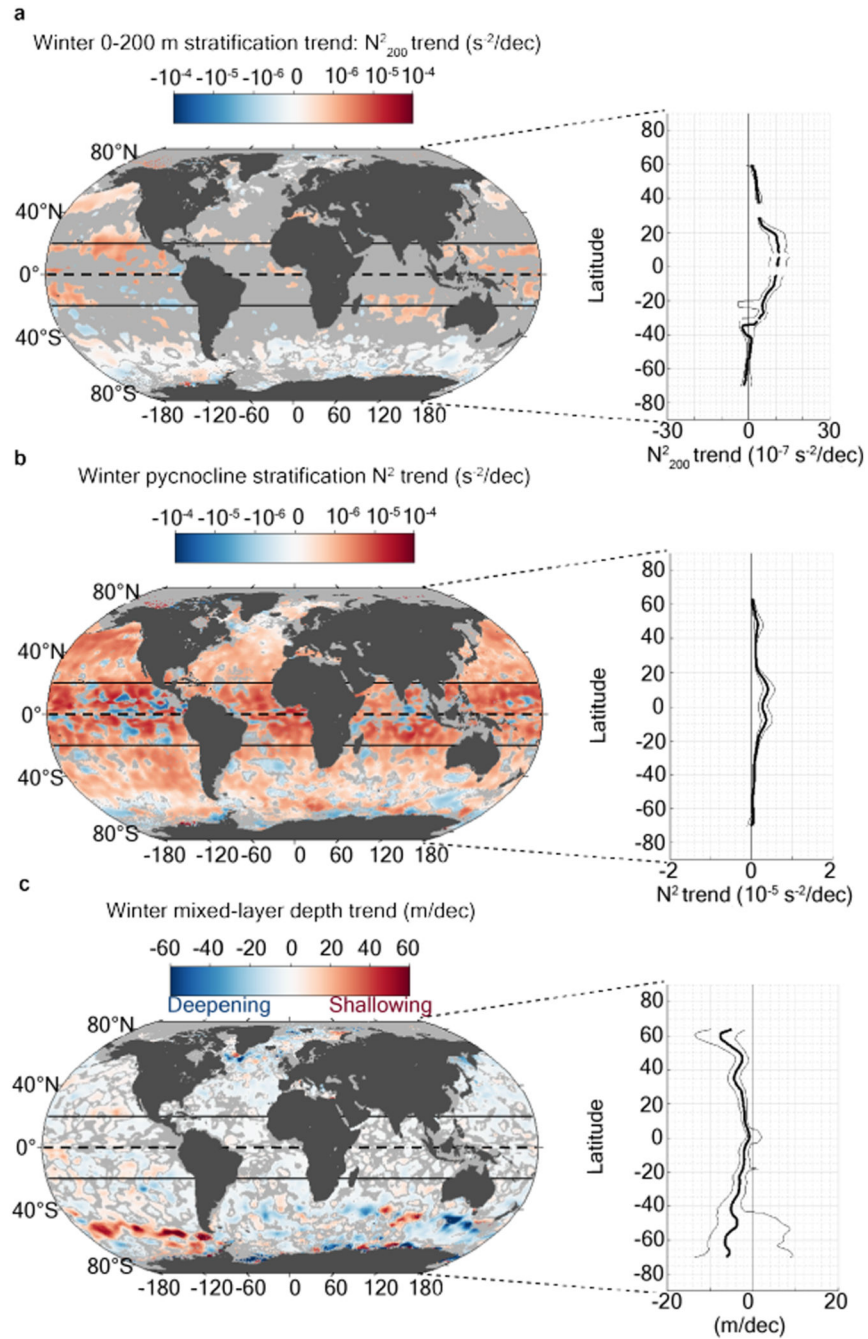 a
Winter 0-200 m stratification trend: N²₂₀₀ trend (s⁻²/dec)
-10⁻⁴ -10⁻⁵ -10⁻⁶ 0 10⁻⁶ 10⁻⁵ 10⁻⁴
80°N
40°N
0°
40°S
80°S
-180 -120 -60 0 60 120 180
80
60
40
20
0
-20
-40
-60
-80
Latitude
-30 0 30
N²₂₀₀ trend (10⁻⁷ s⁻²/dec)
b
Winter pycnocline stratification N² trend (s⁻²/dec)
-10⁻⁴ -10⁻⁵ -10⁻⁶ 0 10⁻⁶ 10⁻⁵ 10⁻⁴
80°N
40°N
0°
40°S
80°S
-180 -120 -60 0 60 120 180
80
60
40
20
0
-20
-40
-60
-80
Latitude
-2 0 2
N² trend (10⁻⁵ s⁻²/dec)
c
Winter mixed-layer depth trend (m/dec)
-60 -40 -20 0 20 40 60
Deepening Shallowing
80°N
40°N
0°
40°S
80°S
-180 -120 -60 0 60 120 180
80
60
40
20
0
-20
-40
-60
-80
Latitude
-20 0 20
(m/dec)